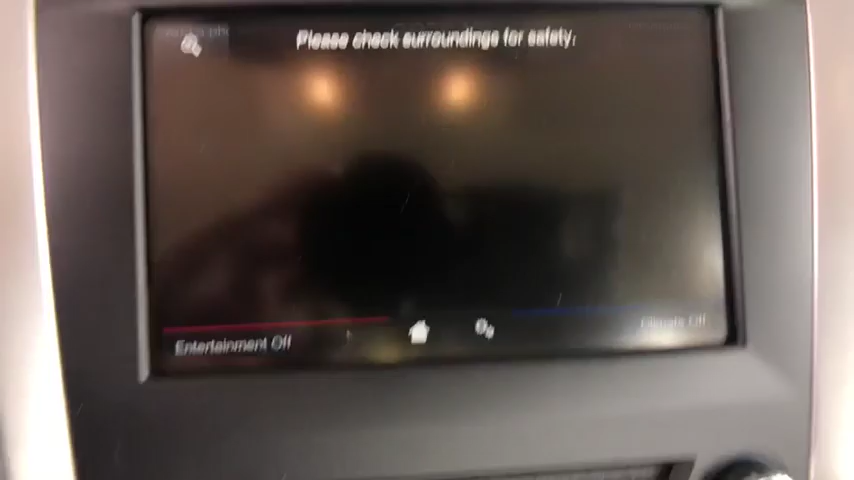 Please check surroundings for safety.
Entertainment Off
Climate Off